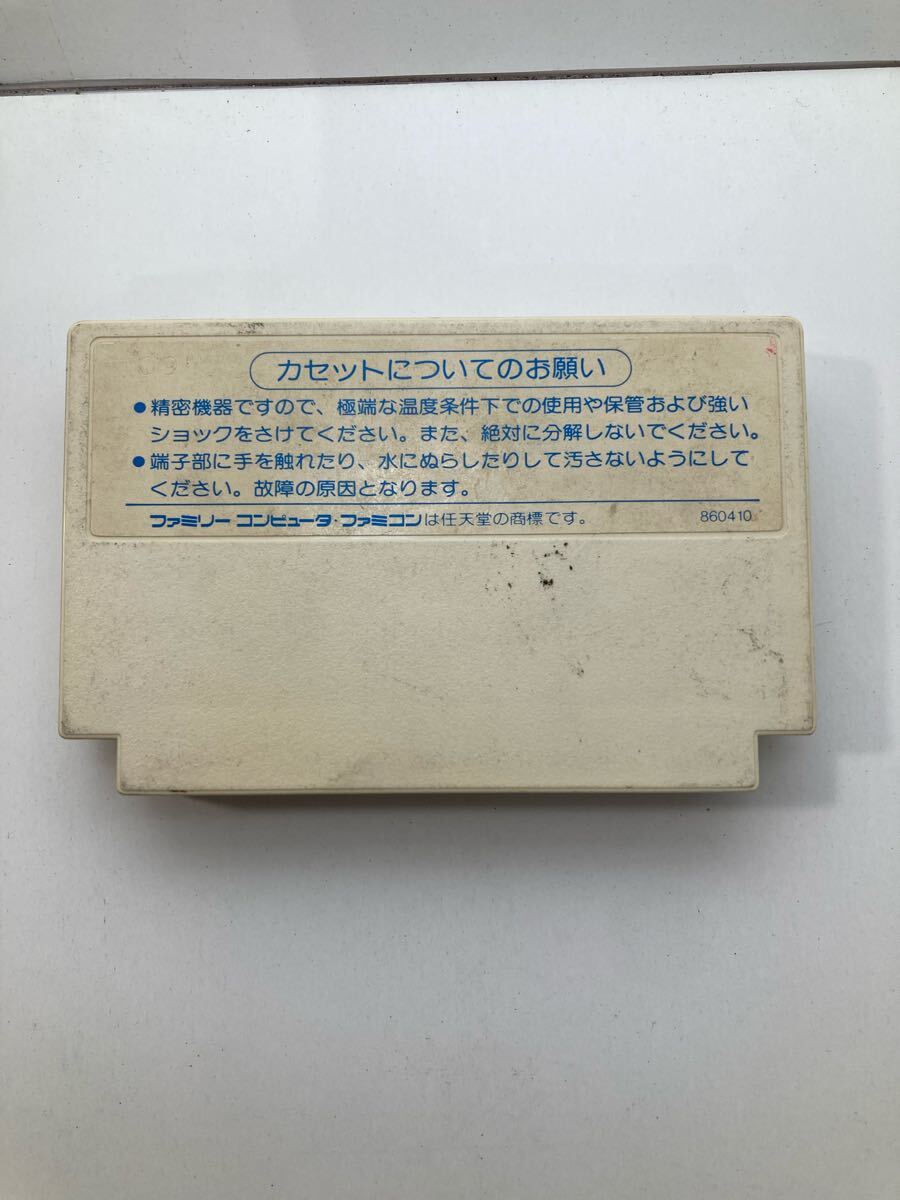 カセットについてのお願い
●精密機器ですので、極端な温度条件下での使用や保管および強い
ショックをさけてください。また、絶対に分解しないでください。
●端子部に手を触れたり、水にぬらしたりして汚さないようにして
ください。故障の原因となります。
ファミリー コンピュータ・ファミコンは任天堂の商標です。 860410